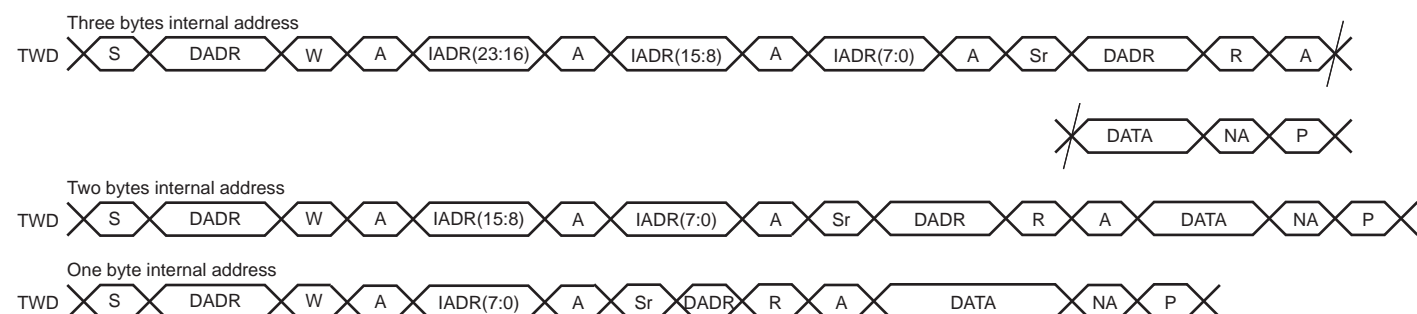 Three bytes internal address
TWD S DADR W A IADR(23:16) A IADR(15:8) A IADR(7:0) A Sr DADR R A
DATA NA P
Two bytes internal address
TWD S DADR W A IADR(15:8) A IADR(7:0) A Sr DADR R A DATA NA P
One byte internal address
TWD S DADR W A IADR(7:0) A Sr DADR R A DATA NA P